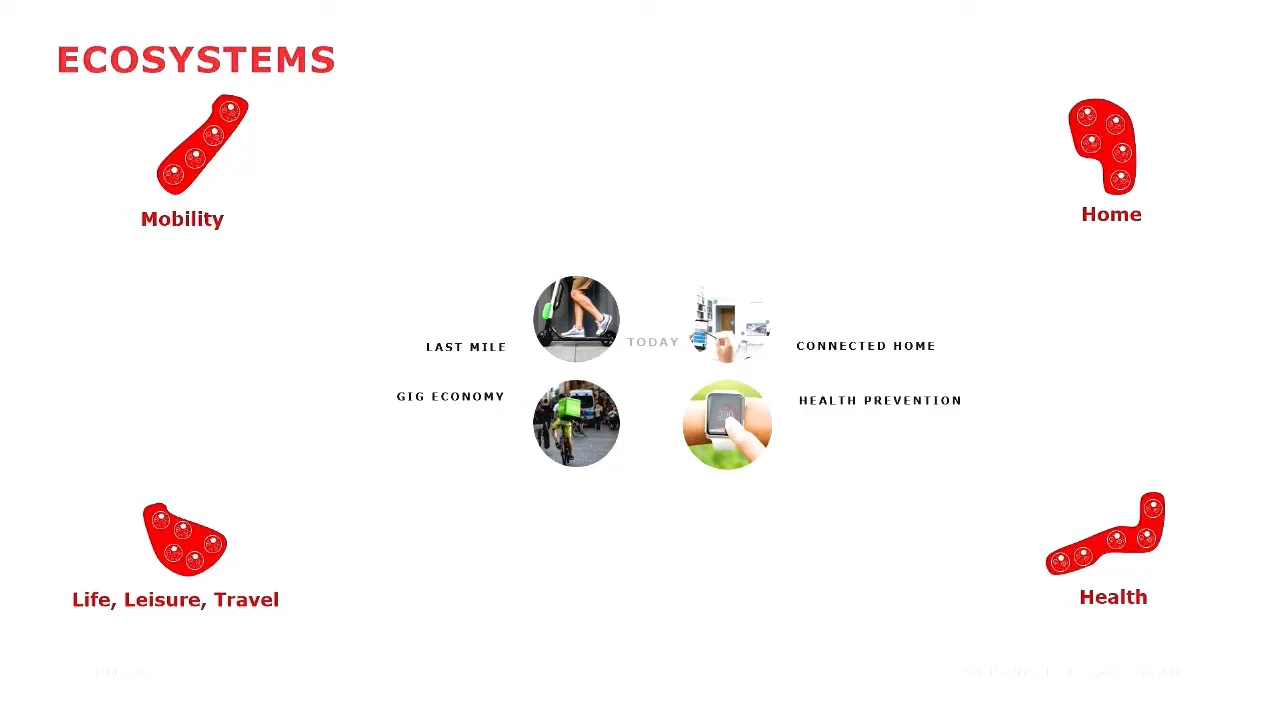 ECOSYSTEMS
Mobility
Home
LAST MILE
TODAY
CONNECTED HOME
GIG ECONOMY
HEALTH PREVENTION
Life, Leisure, Travel
Health